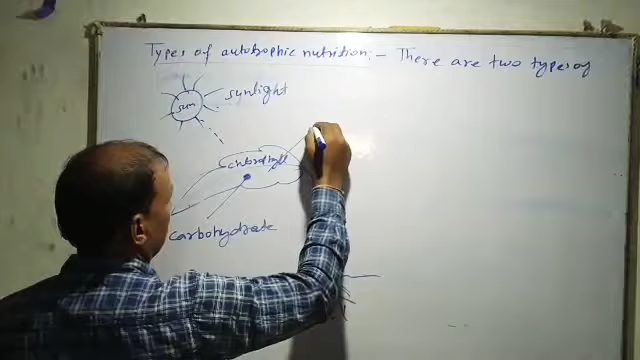 Types of autotrophic nutrition:- There are two types of
sunlight
sun
chlorophyll
carbohydrate